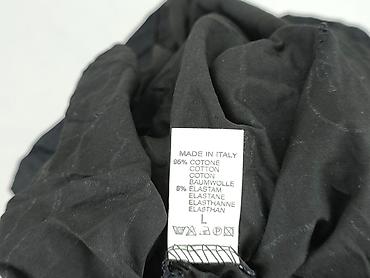 MADE IN ITALY
95% COTONE
COTTON
COTON
BAUMWOLLE
5% ELASTAM
ELASTANE
ELASTHANNE
ELASTHAN
L